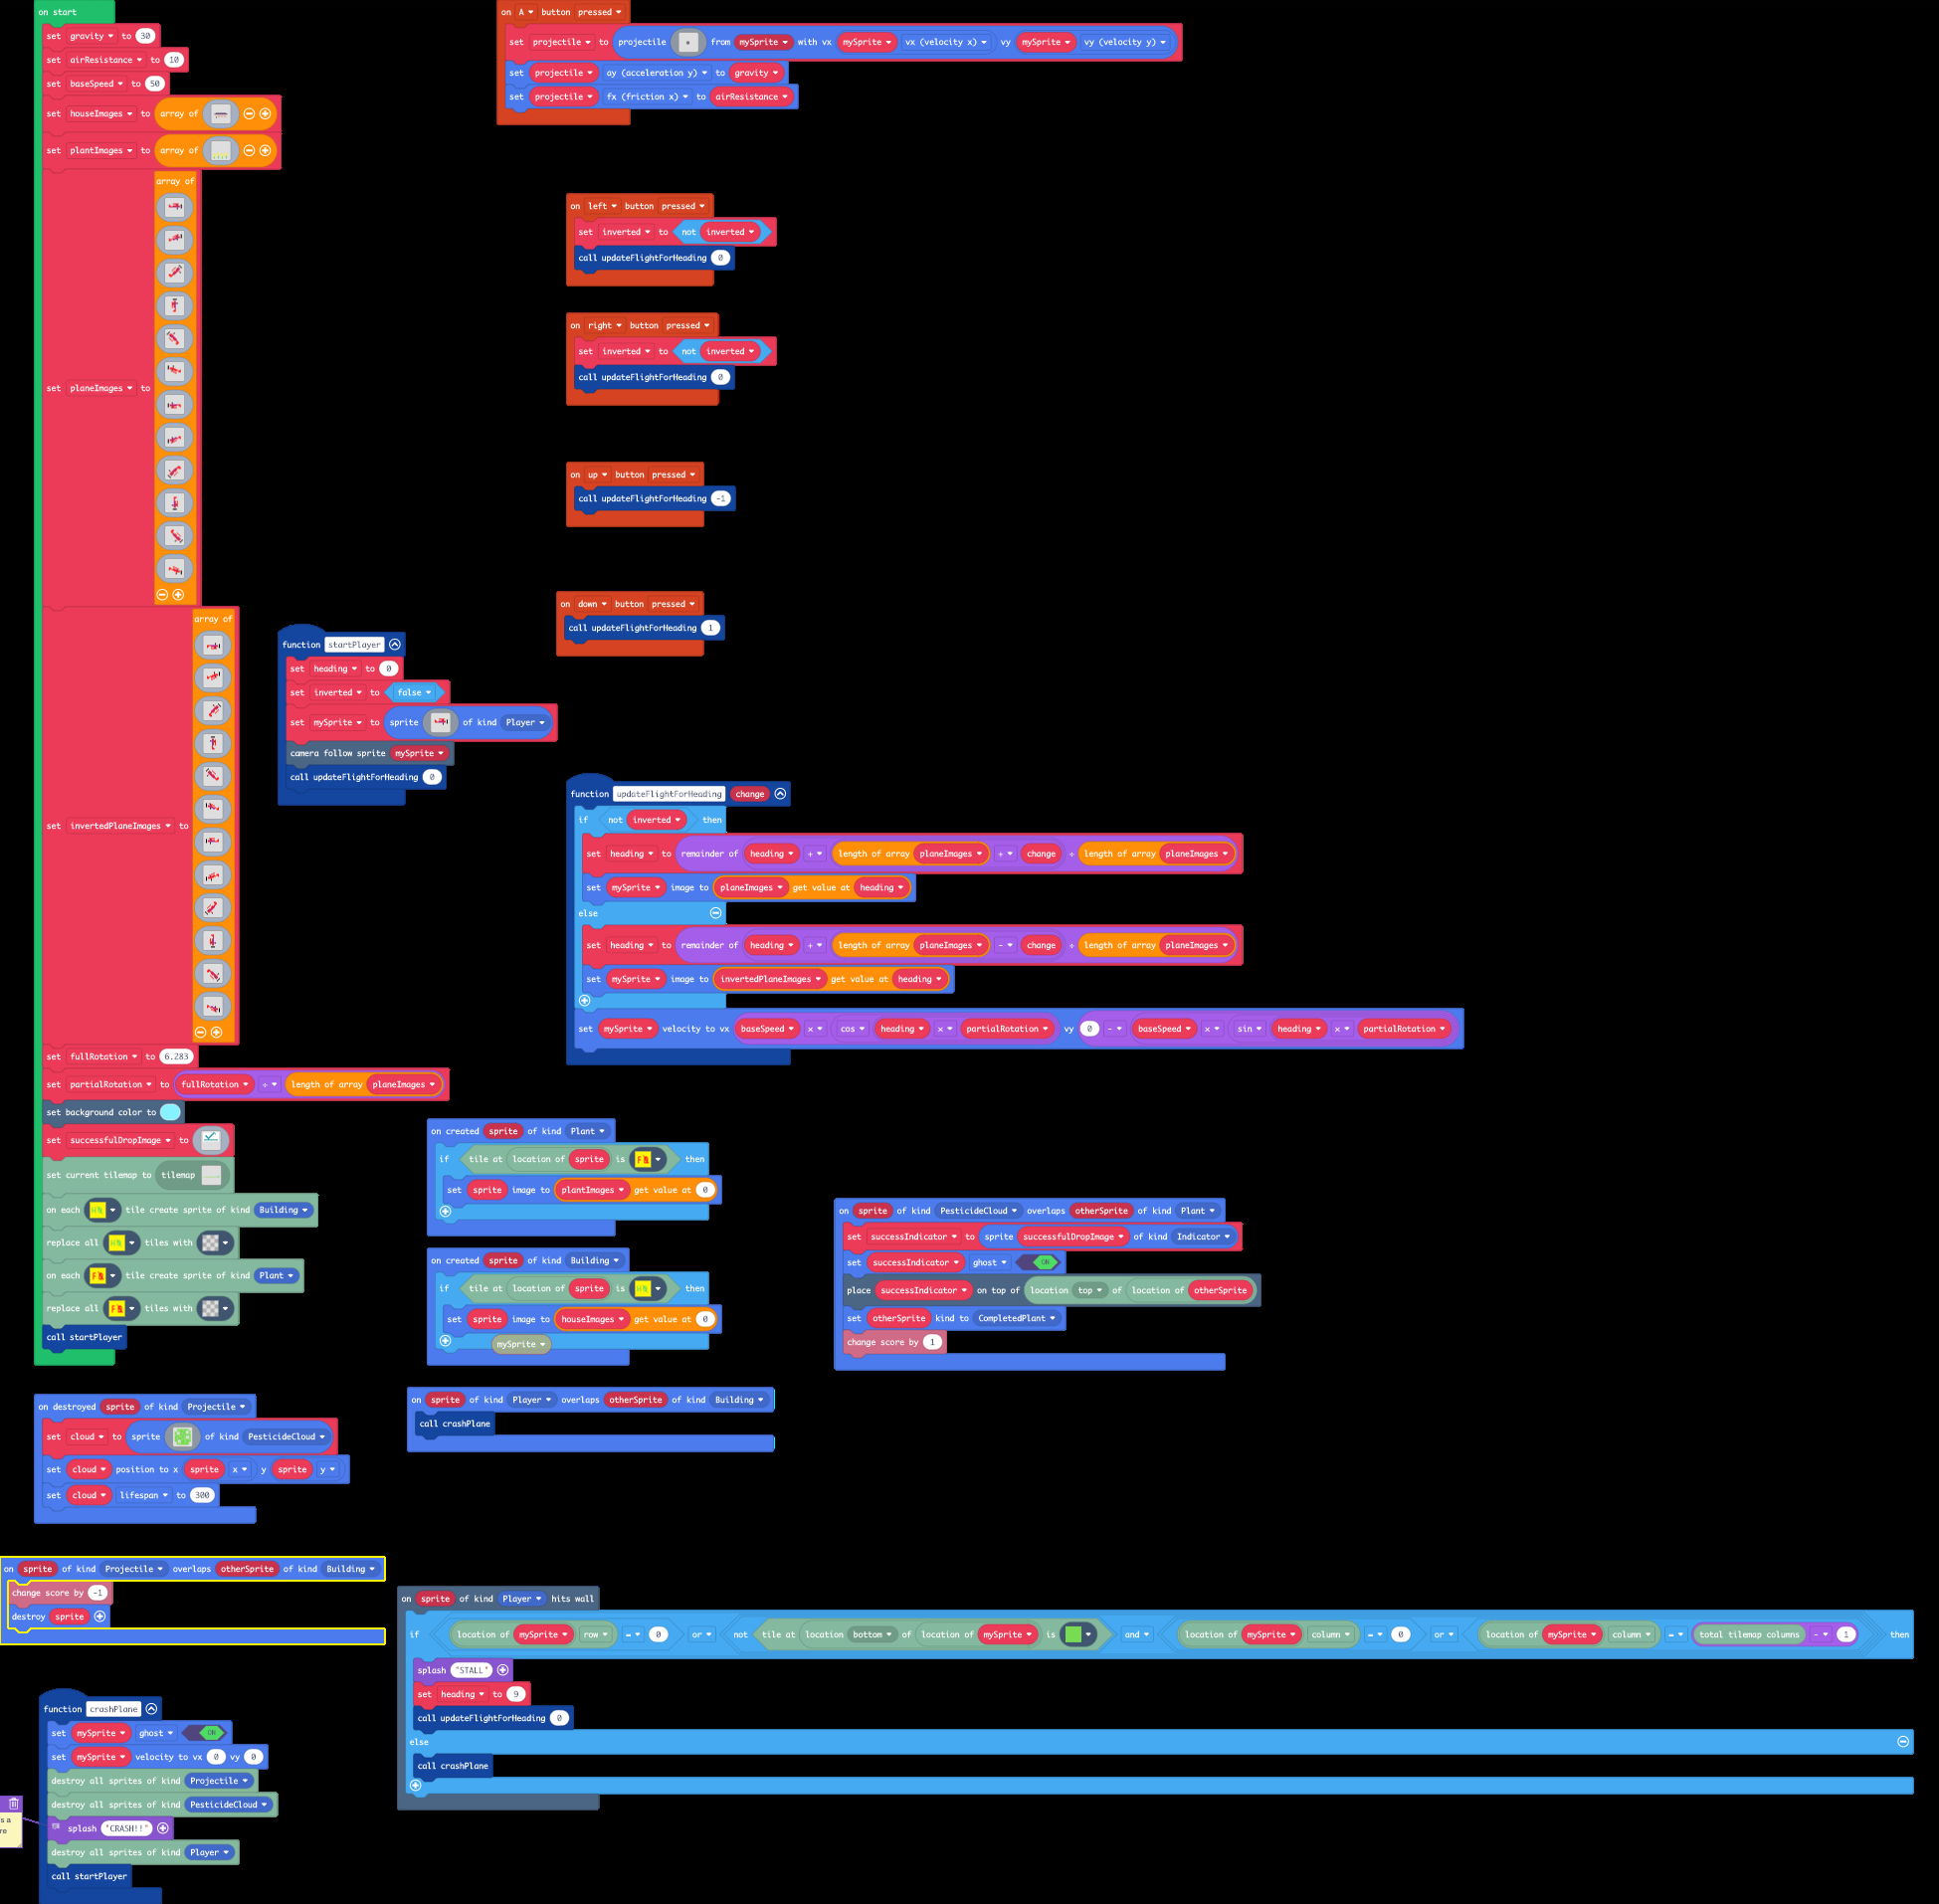 on start
set gravity to 30
set airResistance to 10
set baseSpeed to 50
set houseImages to array of
set plantImages to array of
array of
set planeImages to
array of
set invertedPlaneImages to
set fullRotation to 6.283
set partialRotation to fullRotation ÷ length of array planeImages
set background color to
set successfulDropImage to
set current tilemap to tilemap
on each tile create sprite of kind Building
replace all tiles with
on each tile create sprite of kind Plant
replace all tiles with
call startPlayer
on A button pressed
set projectile to projectile from mySprite with vx mySprite vx (velocity x) vy mySprite vy (velocity y)
set projectile ay (acceleration y) to gravity
set projectile fx (friction x) to airResistance
on left button pressed
set inverted to not inverted
call updateFlightForHeading 0
on right button pressed
set inverted to not inverted
call updateFlightForHeading 0
on up button pressed
call updateFlightForHeading -1
on down button pressed
call updateFlightForHeading 1
function startPlayer
set heading to 0
set inverted to false
set mySprite to sprite of kind Player
camera follow sprite mySprite
call updateFlightForHeading 0
function updateFlightForHeading change
if not inverted then
set heading to remainder of heading + length of array planeImages + change ÷ length of array planeImages
set mySprite image to planeImages get value at heading
else
set heading to remainder of heading + length of array planeImages - change ÷ length of array planeImages
set mySprite image to invertedPlaneImages get value at heading
set mySprite velocity to vx baseSpeed × cos heading × partialRotation vy 0 - baseSpeed × sin heading × partialRotation
on created sprite of kind Plant
if tile at location of sprite is then
set sprite image to plantImages get value at 0
on created sprite of kind Building
if tile at location of sprite is then
set sprite image to houseImages get value at 0
mySprite
on sprite of kind PesticideCloud overlaps otherSprite of kind Plant
set successIndicator to sprite successfulDropImage of kind Indicator
set successIndicator ghost ON
place successIndicator on top of location top of location of otherSprite
set otherSprite kind to CompletedPlant
change score by 1
on destroyed sprite of kind Projectile
set cloud to sprite of kind PesticideCloud
set cloud position to x sprite x y sprite y
set cloud lifespan to 300
on sprite of kind Player overlaps otherSprite of kind Building
call crashPlane
on sprite of kind Projectile overlaps otherSprite of kind Building
change score by -1
destroy sprite
on sprite of kind Player hits wall
if location of mySprite row = 0 or not tile at location bottom of location of mySprite is and location of mySprite column = 0 or location of mySprite column = total tilemap columns - 1 then
splash "STALL"
set heading to 9
call updateFlightForHeading 0
else
call crashPlane
function crashPlane
set mySprite ghost ON
set mySprite velocity to vx 0 vy 0
destroy all sprites of kind Projectile
destroy all sprites of kind PesticideCloud
splash "CRASH!!"
destroy all sprites of kind Player
call startPlayer